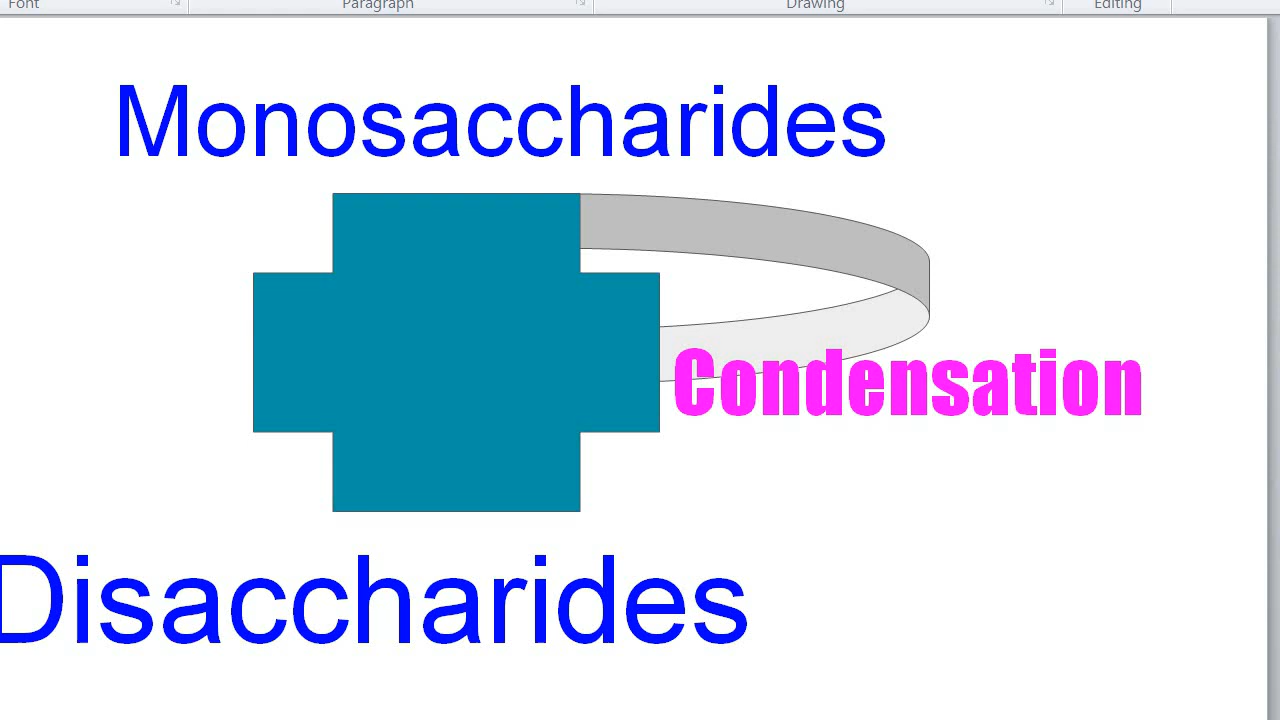 Font Paragraph Drawing Editing
Monosaccharides
Condensation
Disaccharides